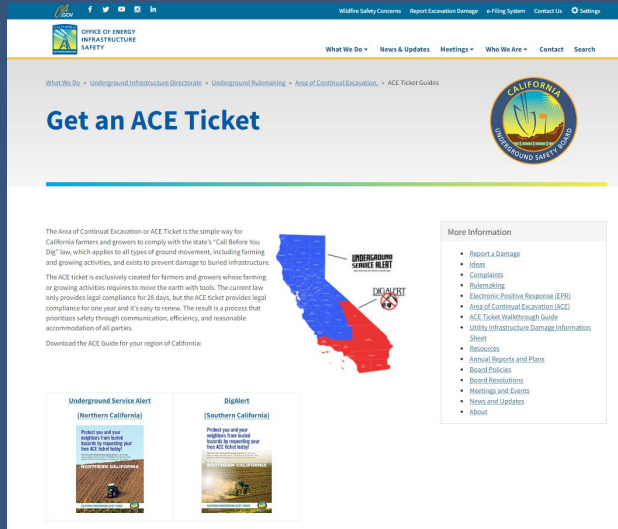 CA.GOV
Wildfire Safety Concerns Report Excavation Damage e-Filing System Contact Us Settings
OFFICE OF ENERGY
INFRASTRUCTURE
SAFETY
What We Do News & Updates Meetings Who We Are Contact Search
What We Do » Underground Infrastructure Directorate » Underground Rulemaking » Area of Continual Excavation. » ACE Ticket Guides
Get an ACE Ticket
CALIFORNIA
UNDERGROUND SAFETY BOARD
The Area of Continual Excavation or ACE Ticket is the simple way for
California farmers and growers to comply with the state's "Call Before You
Dig" law, which applies to all types of ground movement, including farming
and growing activities, and exists to prevent damage to buried infrastructure.
The ACE ticket is exclusively created for farmers and growers whose farming
or growing activities requires to move the earth with tools. The current law
only provides legal compliance for 28 days, but the ACE ticket provides legal
compliance for one year and it's easy to renew. The result is a process that
prioritizes safety through communication, efficiency, and reasonable
accommodation of all parties.
Download the ACE Guide for your region of California:
UNDERGROUND
SERVICE ALERT
DIGALERT
More Information
Report a Damage
Ideas
Complaints
Rulemaking
Electronic Positive Response (EPR)
Area of Continual Excavation (ACE)
ACE Ticket Walkthrough Guide
Utility Infrastructure Damage Information
Sheet
Resources
Annual Reports and Plans
Board Policies
Board Resolutions
Meetings and Events
News and Updates
About
Underground Service Alert
(Northern California)
Protect you and your
neighbors from buried
hazards by requesting your
free ACE ticket today!
NORTHERN CALIFORNIA
DigAlert
(Southern California)
Protect you and your
neighbors from buried
hazards by requesting your
free ACE ticket today!
SOUTHERN CALIFORNIA